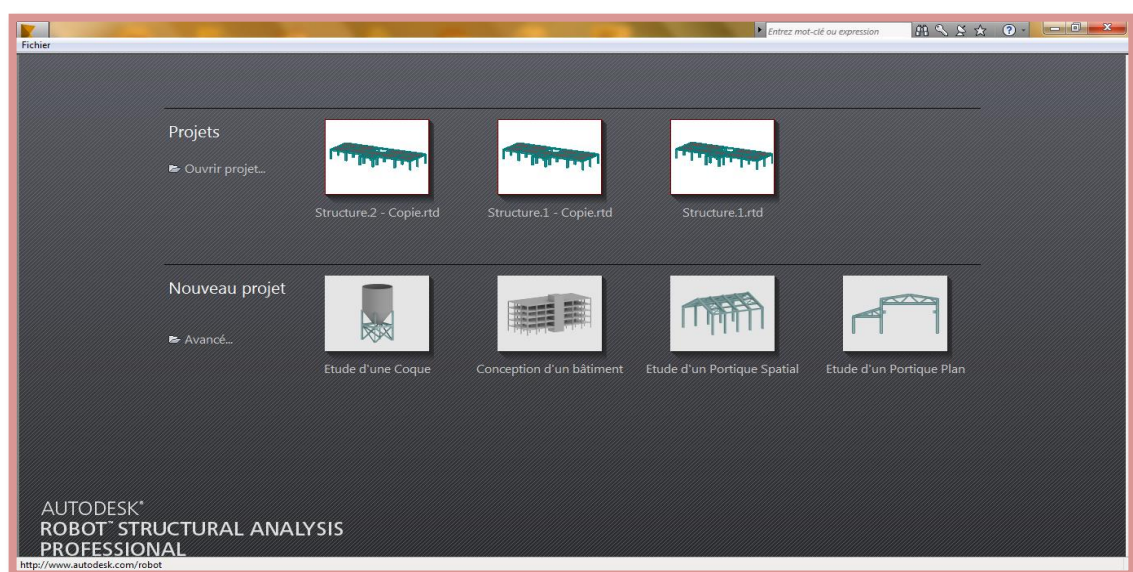 Entrez mot-clé ou expression
Fichier
Projets
Ouvrir projet...
Structure.2 - Copie.rtd
Structure.1 - Copie.rtd
Structure.1.rtd
Nouveau projet
Avancé...
Etude d'une Coque
Conception d'un bâtiment
Etude d'un Portique Spatial
Etude d'un Portique Plan
AUTODESK®
ROBOT™ STRUCTURAL ANALYSIS
PROFESSIONAL
http://www.autodesk.com/robot